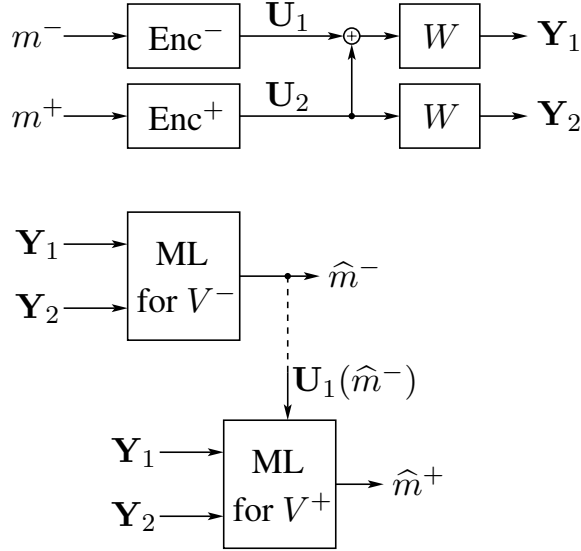 m⁻ Enc⁻ U₁ W Y₁
m⁺ Enc⁺ U₂ W Y₂
Y₁ ML
Y₂ for V⁻ m̂⁻
U₁(m̂⁻)
Y₁ ML
Y₂ for V⁺ m̂⁺